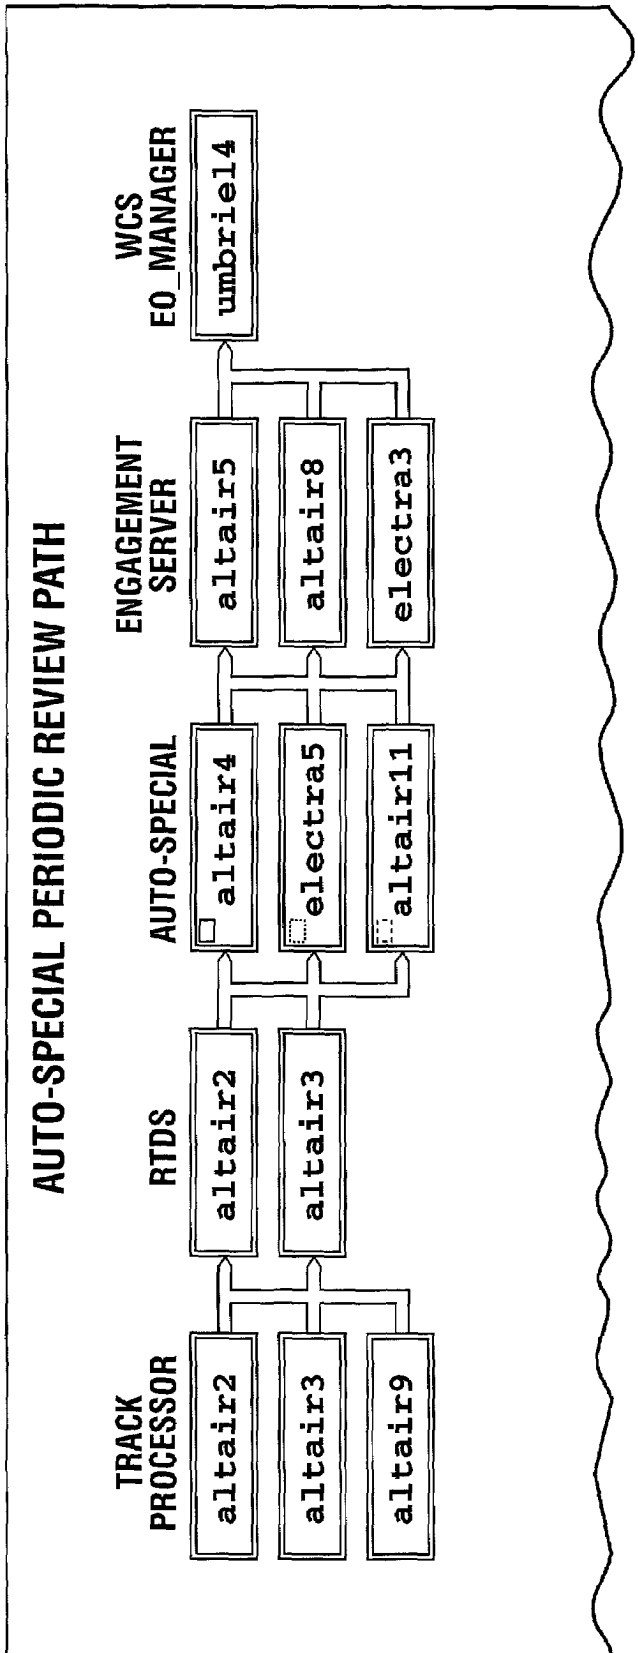 AUTO-SPECIAL PERIODIC REVIEW PATH
TRACK
PROCESSOR
altair2
altair3
altair9
RTDS
altair2
altair3
AUTO-SPECIAL
altair4
electra5
altair11
ENGAGEMENT
SERVER
altair5
altair8
electra3
WCS
EO_MANAGER
umbriel4